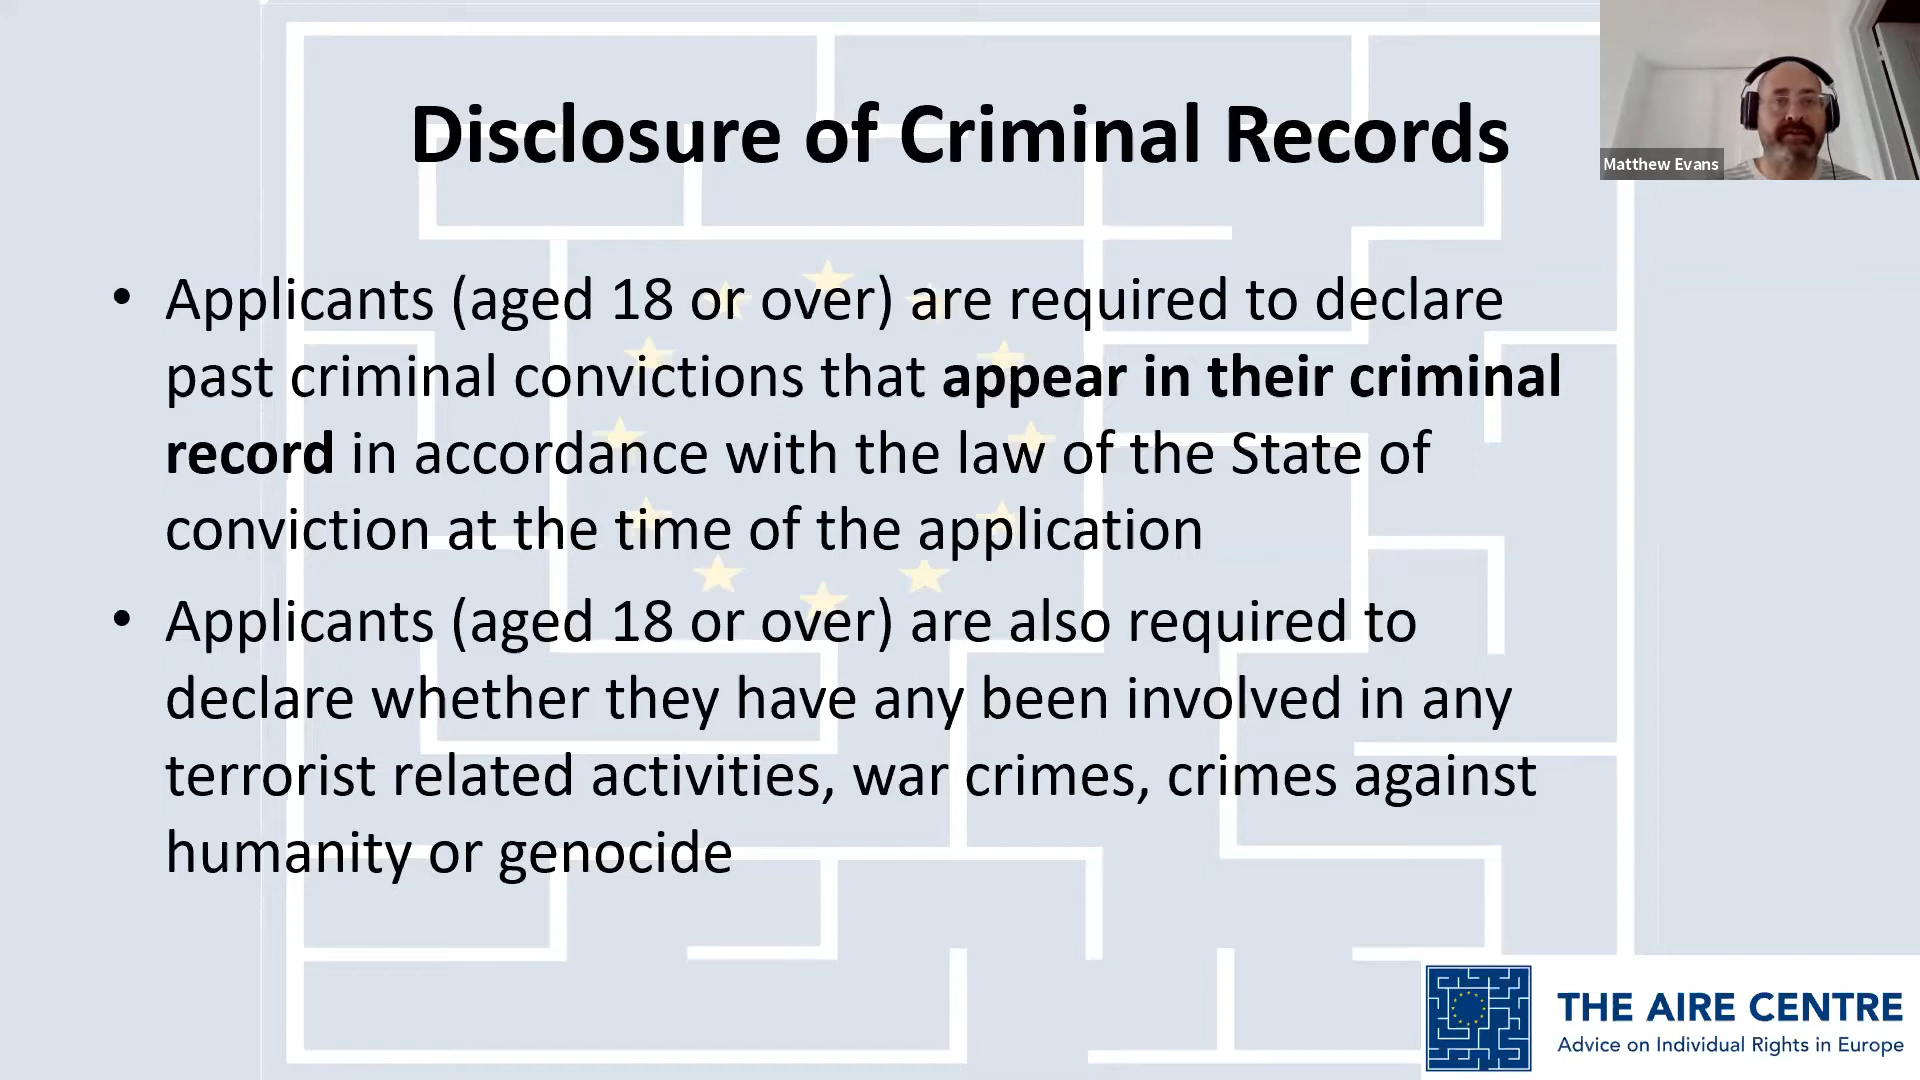 Disclosure of Criminal Records
Matthew Evans
• Applicants (aged 18 or over) are required to declare
past criminal convictions that appear in their criminal
record in accordance with the law of the State of
conviction at the time of the application
• Applicants (aged 18 or over) are also required to
declare whether they have any been involved in any
terrorist related activities, war crimes, crimes against
humanity or genocide
THE AIRE CENTRE
Advice on Individual Rights in Europe